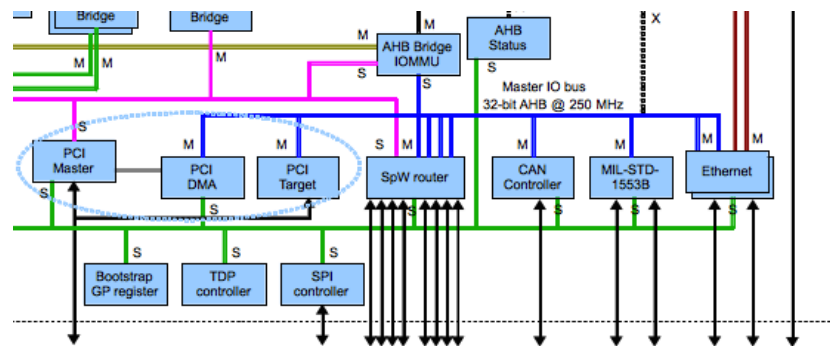 Bridge
Bridge
M
M
M
M
M
AHB Bridge
IOMMU
S
S
AHB
Status
S
X
Master IO bus
32-bit AHB @ 250 MHz
S
M
M
S
M
M
M
M
M
PCI
Master
S
PCI
DMA
S
PCI
Target
SpW router
S
CAN
Controller
S
MIL-STD-
1553B
S
Ethernet
S
S
S
S
Bootstrap
GP register
TDP
controller
SPI
controller